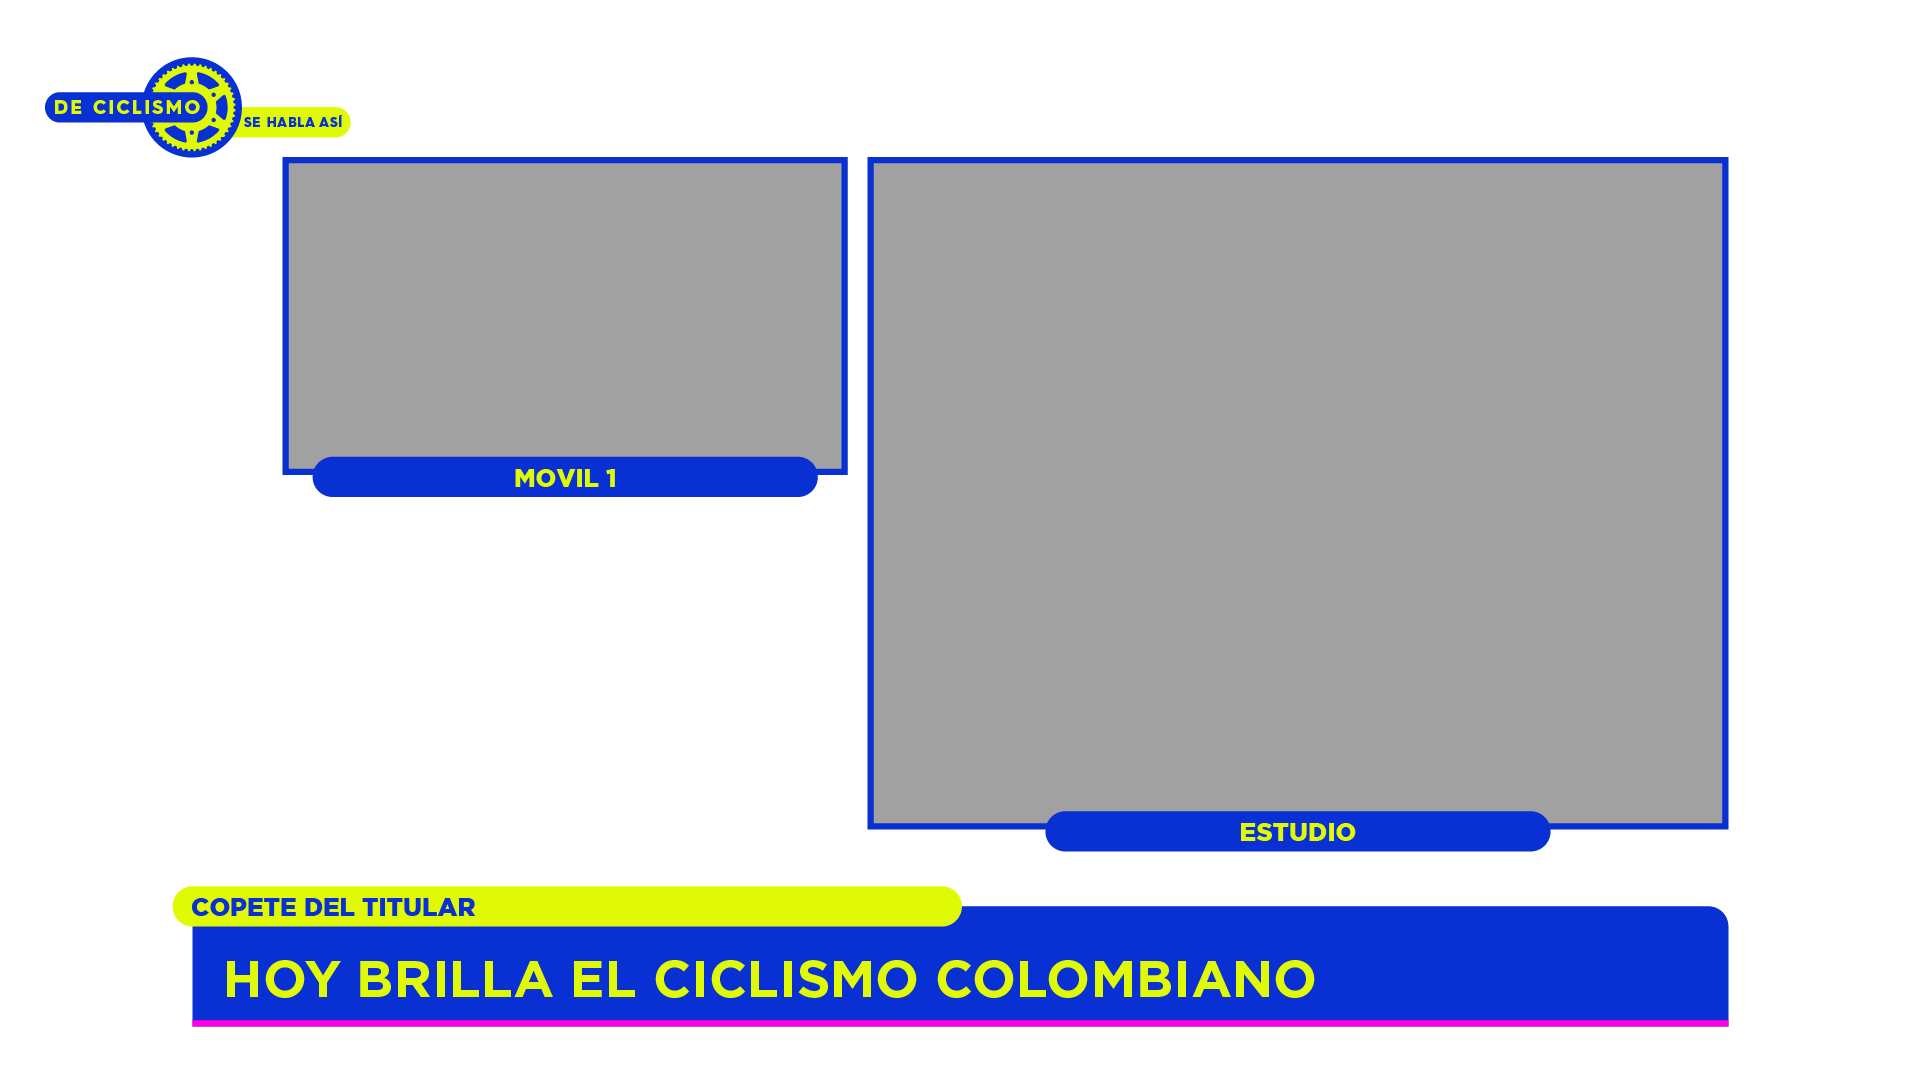 DE CICLISMO
SE HABLA ASÍ
MOVIL 1
ESTUDIO
COPETE DEL TITULAR
HOY BRILLA EL CICLISMO COLOMBIANO